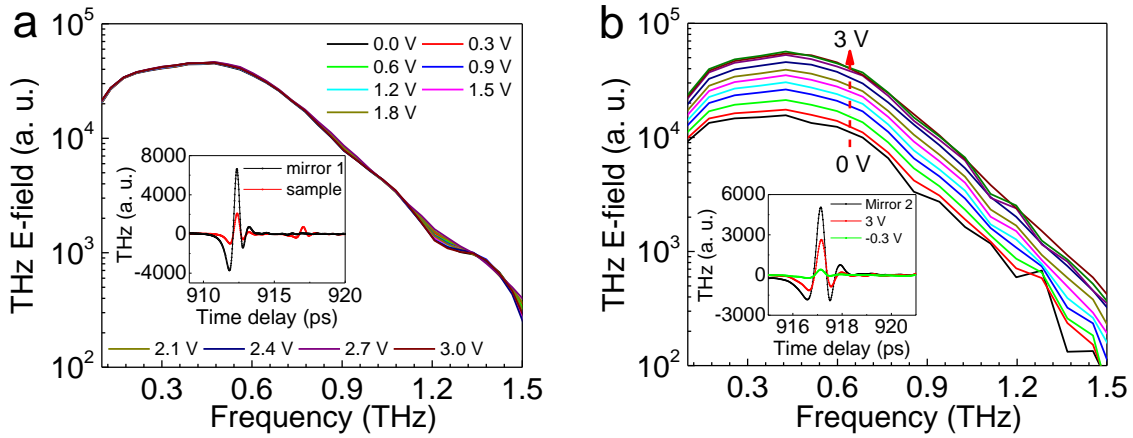 a
THz E-field (a. u.)
10^5
10^4
10^3
10^2
0.0 V 0.3 V
0.6 V 0.9 V
1.2 V 1.5 V
1.8 V
THz (a. u.)
8000
4000
0
-4000
mirror 1
sample
910 915 920
Time delay (ps)
2.1 V 2.4 V 2.7 V 3.0 V
0.3 0.6 0.9 1.2 1.5
Frequency (THz)
b
THz E-field (a. u.)
10^5
10^4
10^3
10^2
3 V
0 V
THz (a. u.)
6000
3000
0
-3000
Mirror 2
3 V
-0.3 V
916 918 920
Time delay (ps)
0.3 0.6 0.9 1.2 1.5
Frequency (THz)